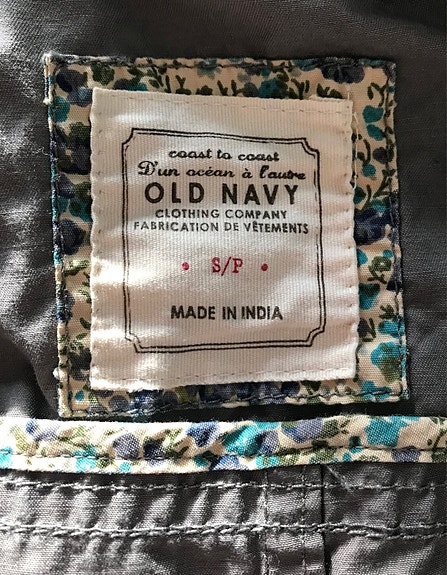 coast to coast
D'un océan à l'autre
OLD NAVY
CLOTHING COMPANY
FABRICATION DE VÊTEMENTS
• S/P •
MADE IN INDIA